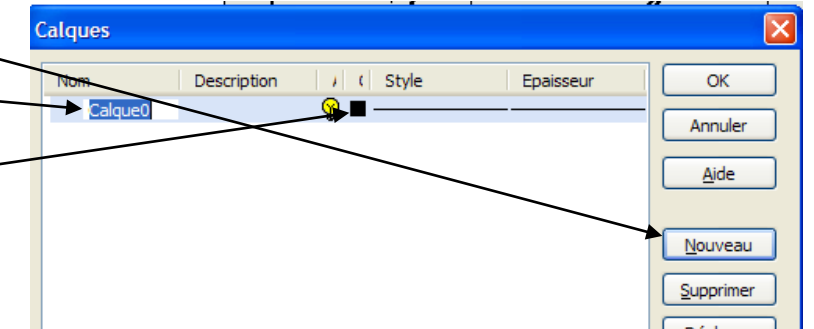 Calques
Nom Description Style Epaisseur
OK
Calque0
Annuler
Aide
Nouveau
Supprimer